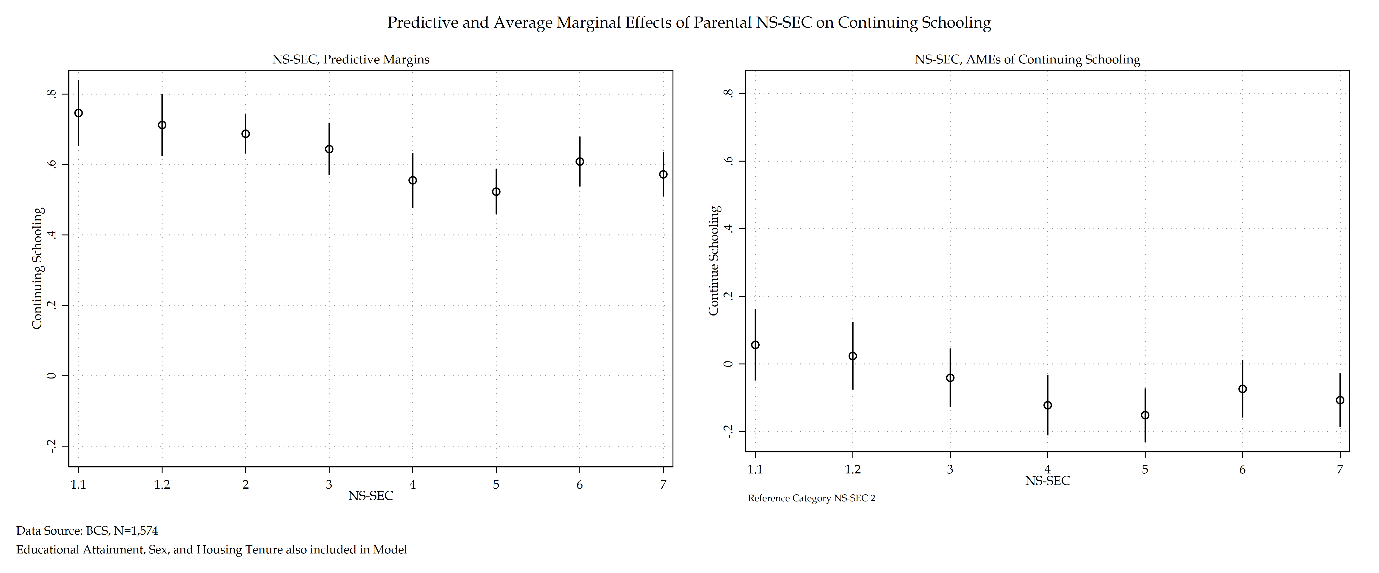 Predictive and Average Marginal Effects of Parental NS-SEC on Continuing Schooling
NS-SEC, Predictive Margins
Continuing Schooling
.8
.6
.4
.2
0
-.2
1.1 1.2 2 3 4 5 6 7
NS-SEC
NS-SEC, AMEs of Continuing Schooling
Continue Schooling
.8
.6
.4
.2
0
-.2
1.1 1.2 3 4 5 6 7
NS-SEC
Reference Category NS-SEC 2
Data Source: BCS, N=1,574
Educational Attainment, Sex, and Housing Tenure also included in Model